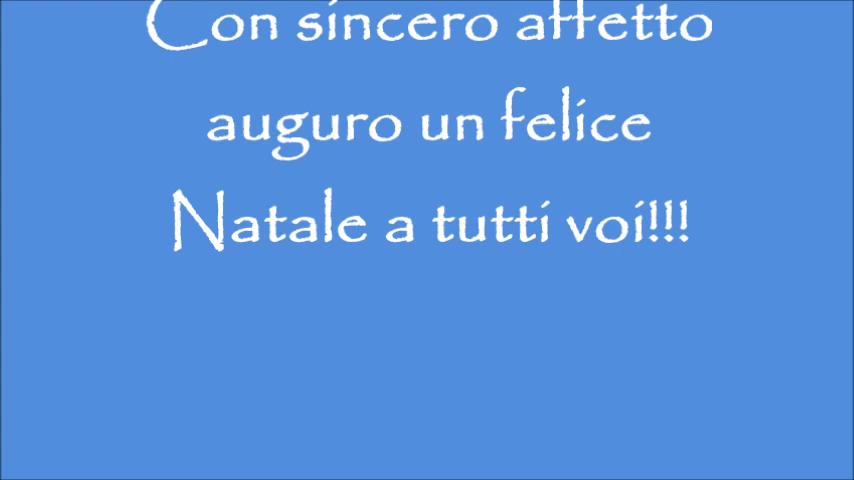 Con sincero affetto
auguro un felice
Natale a tutti voi!!!